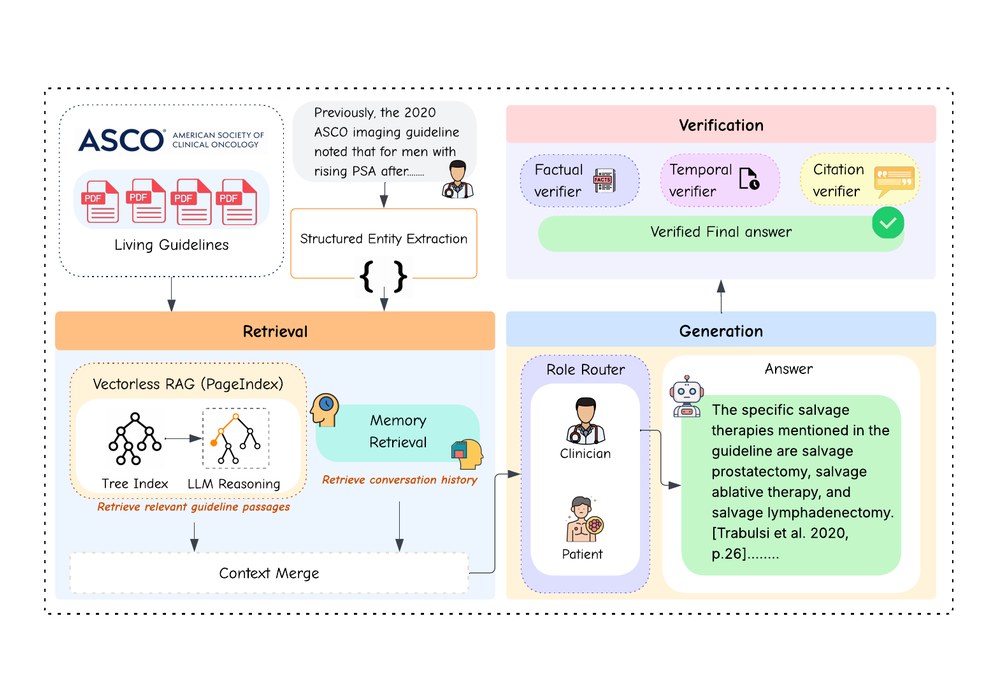 ASCO
AMERICAN SOCIETY OF
CLINICAL ONCOLOGY
PDF PDF PDF PDF
Living Guidelines
Previously, the 2020
ASCO imaging guideline
noted that for men with
rising PSA after.......
Structured Entity Extraction
{ }
Verification
Factual
verifier
FACTS
Temporal
verifier
Citation
verifier
Verified Final answer
Retrieval
Vectorless RAG (PageIndex)
Tree Index
LLM Reasoning
Retrieve relevant guideline passages
Memory
Retrieval
Retrieve conversation history
Context Merge
Generation
Role Router
Clinician
Patient
Answer
The specific salvage
therapies mentioned in the
guideline are salvage
prostatectomy, salvage
ablative therapy, and
salvage lymphadenectomy.
[Trabulsi et al. 2020,
p.26]........